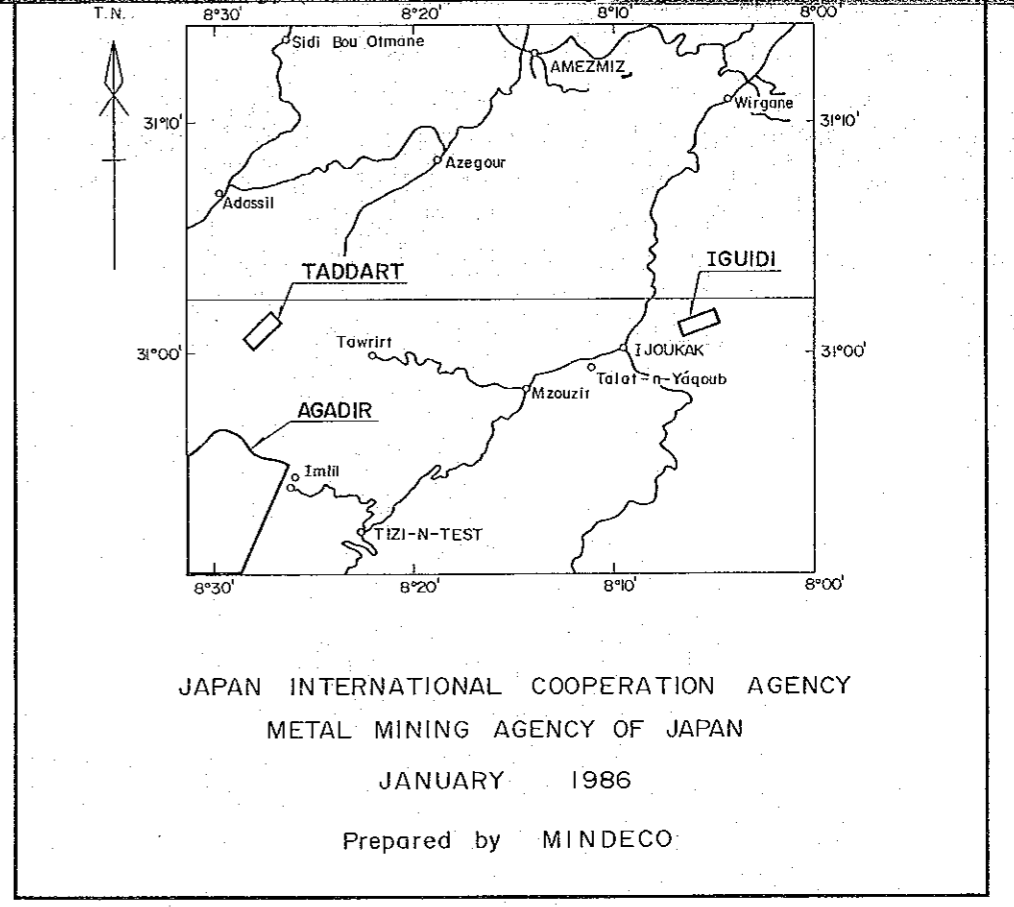 T.N.
8°30' 8°20' 8°10' 8°00'
Sidi Bou Otmane
AMEZMIZ
Wirgane
31°10' 31°10'
Azegour
Adassil
TADDART IGUIDI
31°00' Tawrirt IJOUKAK 31°00'
Talat-n-Yaqoub
Mzouzit
AGADIR
Imlil
TIZI-N-TEST
8°30' 8°20' 8°10' 8°00'
JAPAN INTERNATIONAL COOPERATION AGENCY
METAL MINING AGENCY OF JAPAN
JANUARY 1986
Prepared by MINDECO